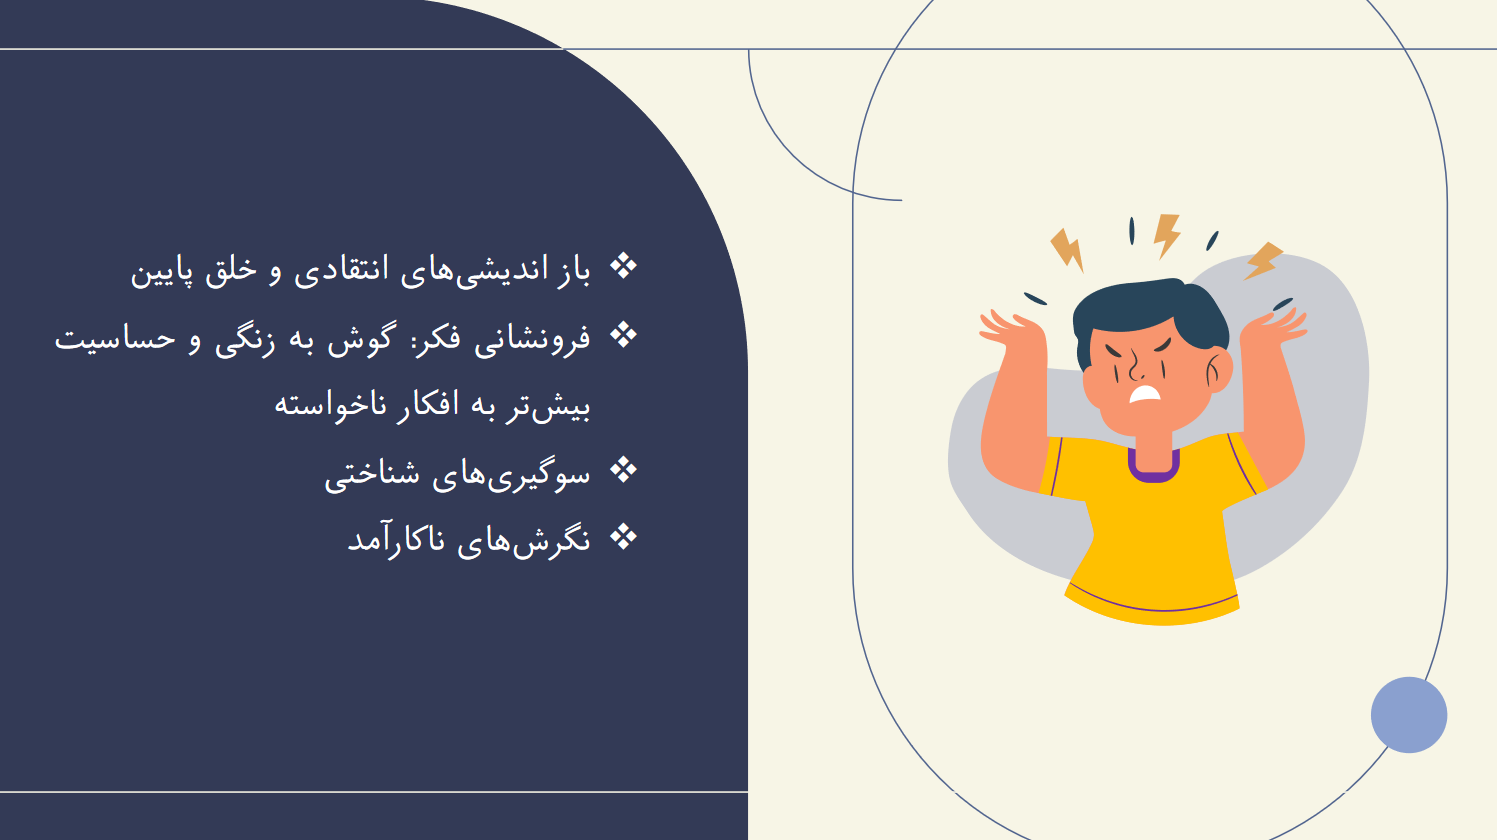 ❖ باز اندیشی‌های انتقادی و خلق پایین
❖ فرونشانی فکر: گوش به زنگی و حساسیت
بیش‌تر به افکار ناخواسته
❖ سوگیری‌های شناختی
❖ نگرش‌های ناکارآمد